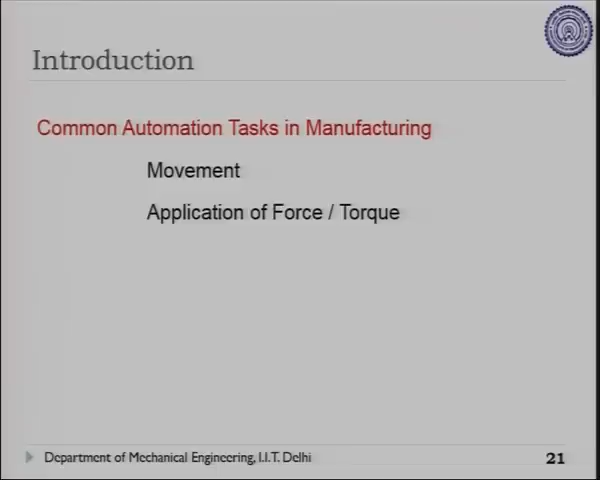 Introduction
Common Automation Tasks in Manufacturing
Movement
Application of Force / Torque
Department of Mechanical Engineering, I.I.T. Delhi
21